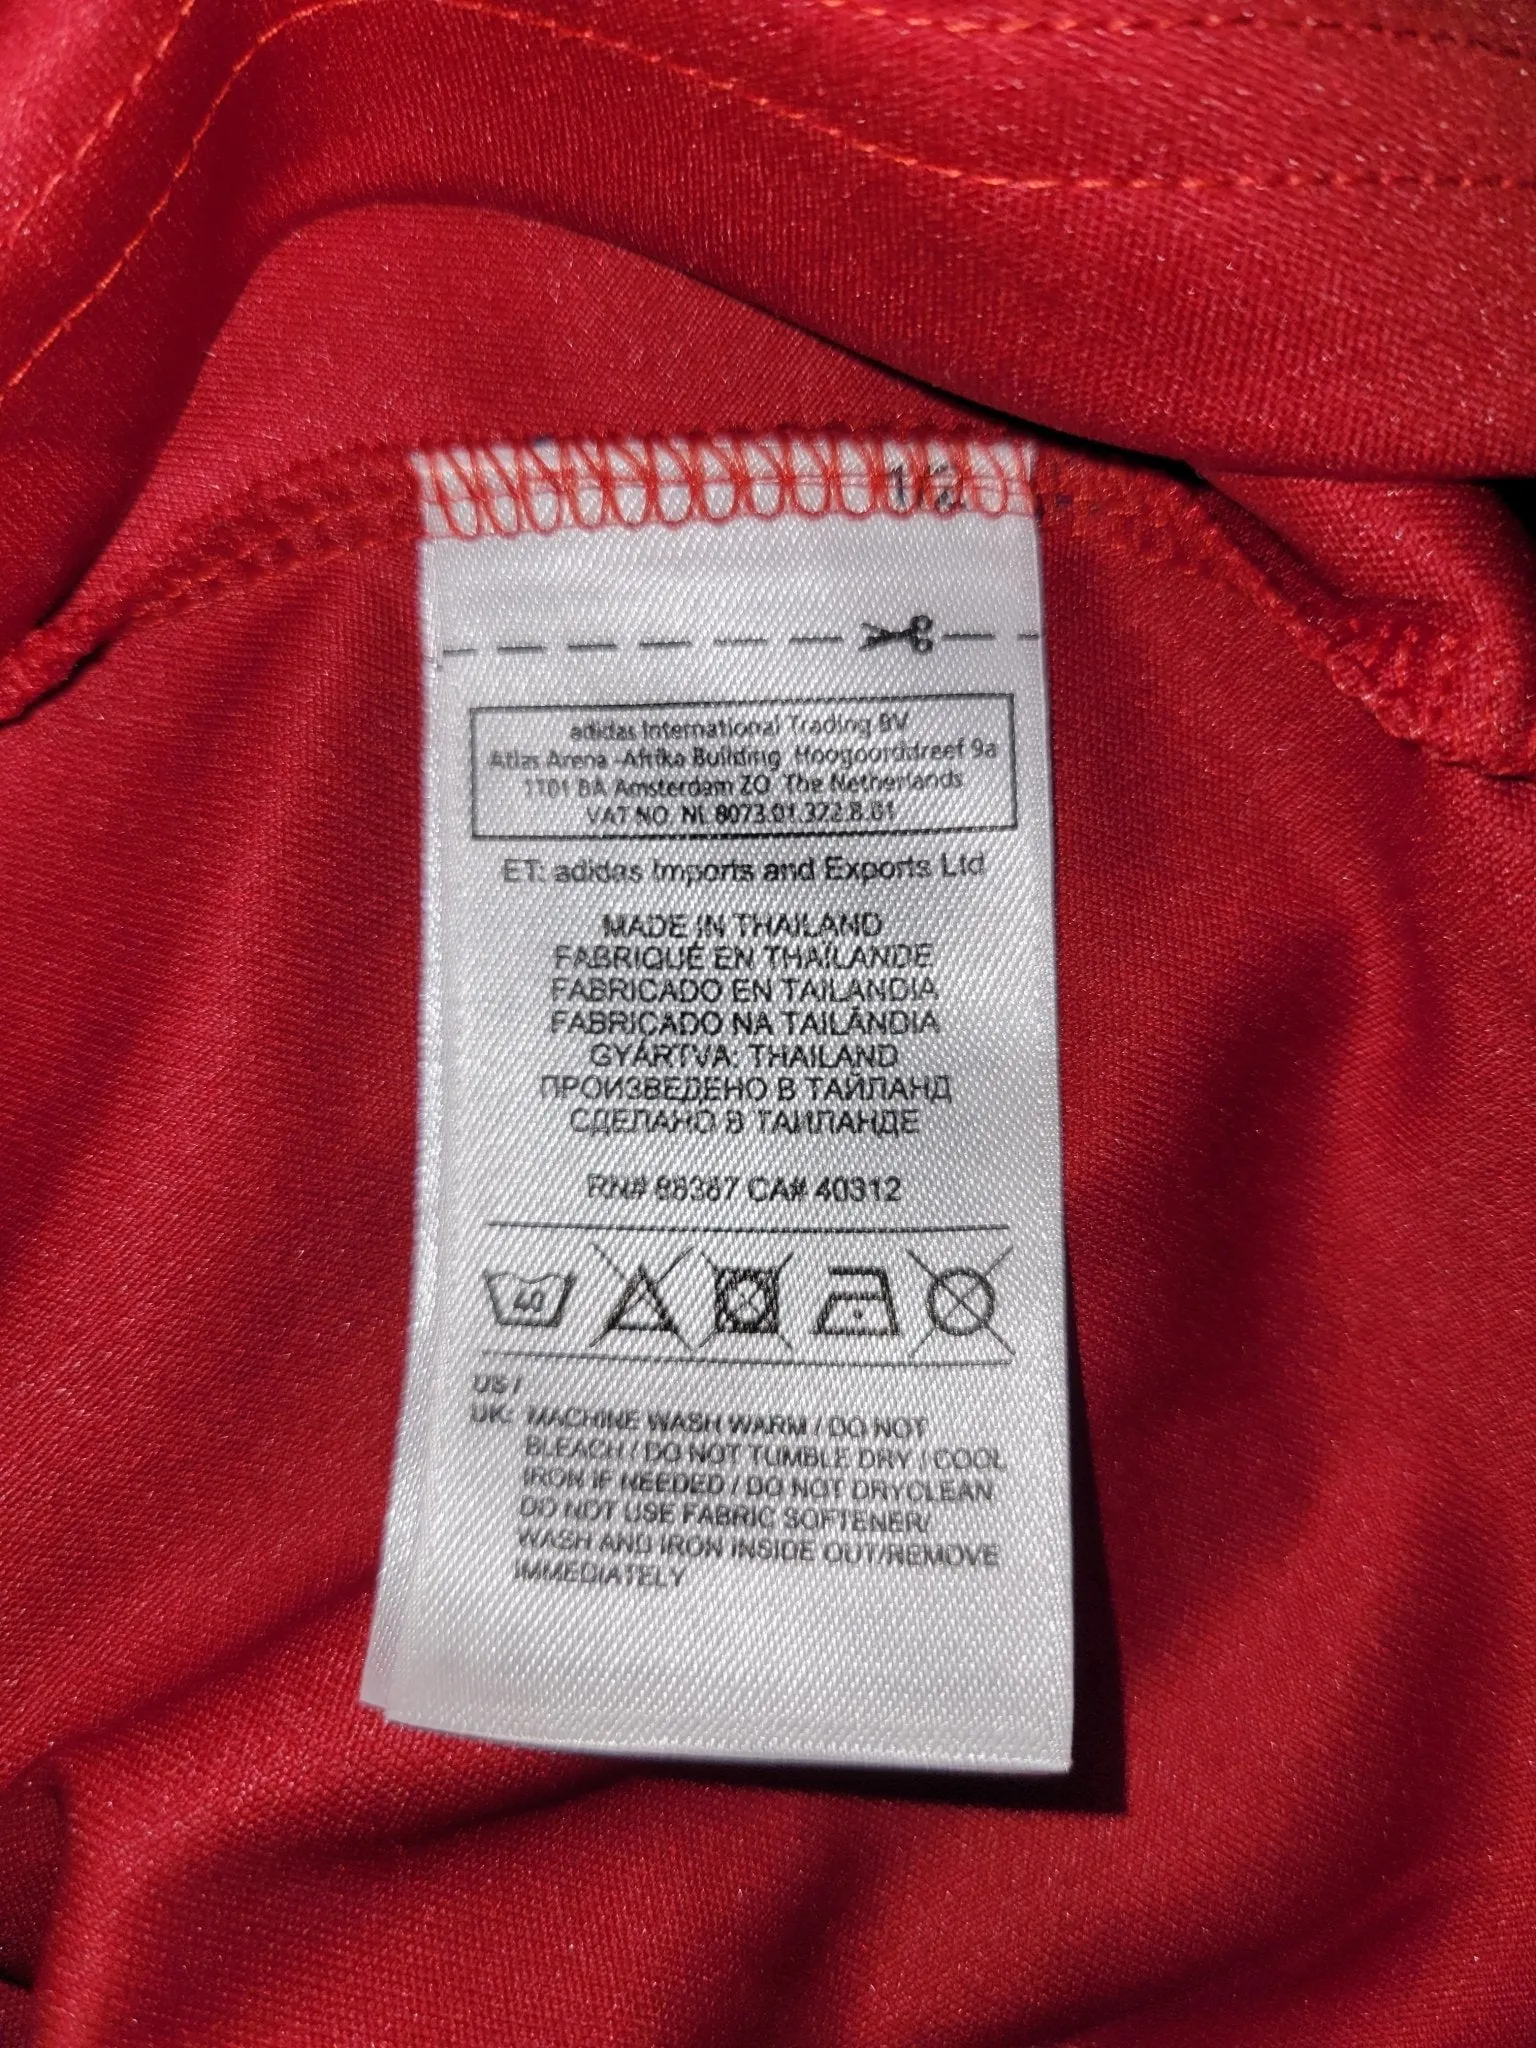 12
adidas International Trading BV
Atlas Arena -Afrika Building Hoogoorddreef 9a
1101 BA Amsterdam ZO The Netherlands
VAT NO. NL 8073.01.322.B.01
ET: adidas Imports and Exports Ltd
MADE IN THAILAND
FABRIQUÉ EN THAÏLANDE
FABRICADO EN TAILANDIA
FABRICADO NA TAILÂNDIA
GYÁRTVA: THAILAND
ПРОИЗВЕДЕНО В ТАЙЛАНД
СДЕЛАНО В ТАИЛАНДЕ
RN# 88387 CA# 40312
40
US /
UK: MACHINE WASH WARM / DO NOT
BLEACH / DO NOT TUMBLE DRY / COOL
IRON IF NEEDED / DO NOT DRYCLEAN
DO NOT USE FABRIC SOFTENER/
WASH AND IRON INSIDE OUT/REMOVE
IMMEDIATELY